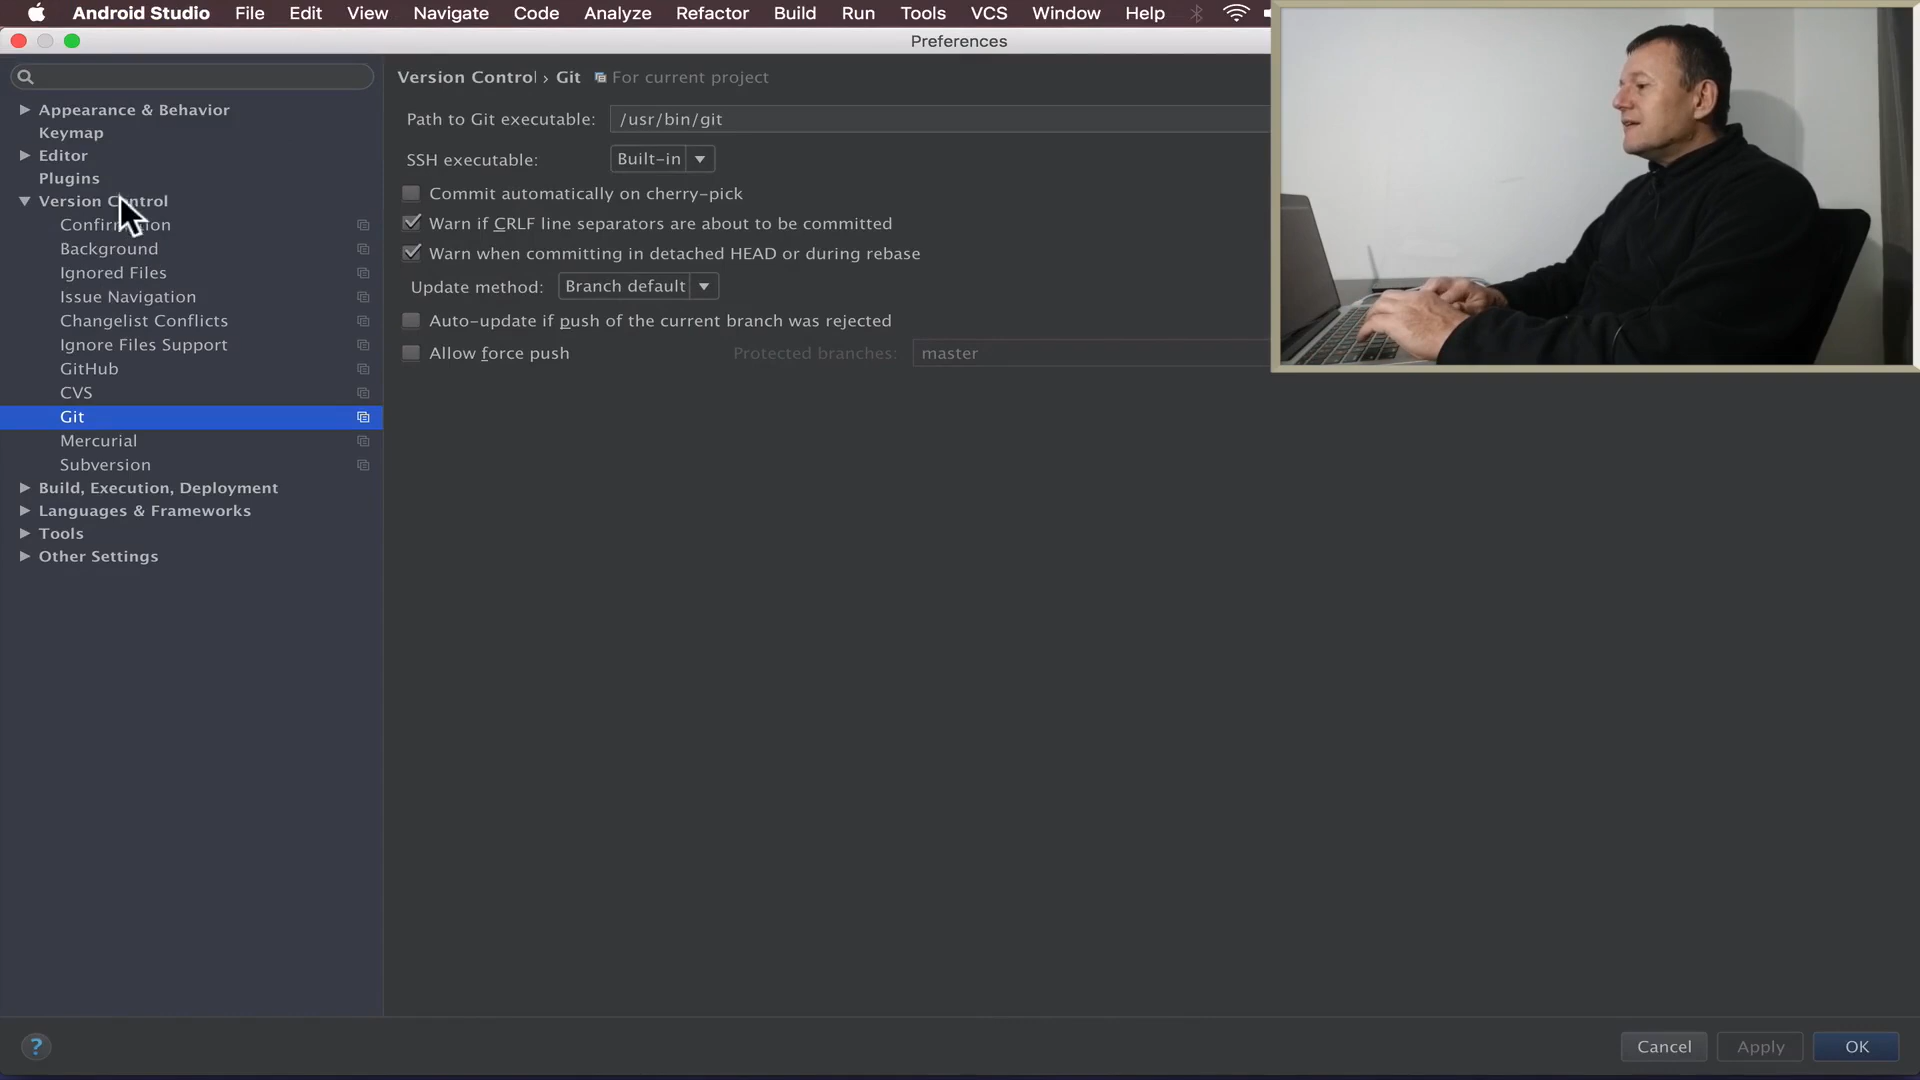 Android Studio File Edit View Navigate Code Analyze Refactor Build Run Tools VCS Window Help
Preferences
Appearance & Behavior
Keymap
Editor
Plugins
Version Control
Confirmation
Background
Ignored Files
Issue Navigation
Changelist Conflicts
Ignore Files Support
GitHub
CVS
Git
Mercurial
Subversion
Build, Execution, Deployment
Languages & Frameworks
Tools
Other Settings
Version Control › Git For current project
Path to Git executable: /usr/bin/git
SSH executable: Built-in
Commit automatically on cherry-pick
Warn if CRLF line separators are about to be committed
Warn when committing in detached HEAD or during rebase
Update method: Branch default
Auto-update if push of the current branch was rejected
Allow force push Protected branches: master
? Cancel Apply OK